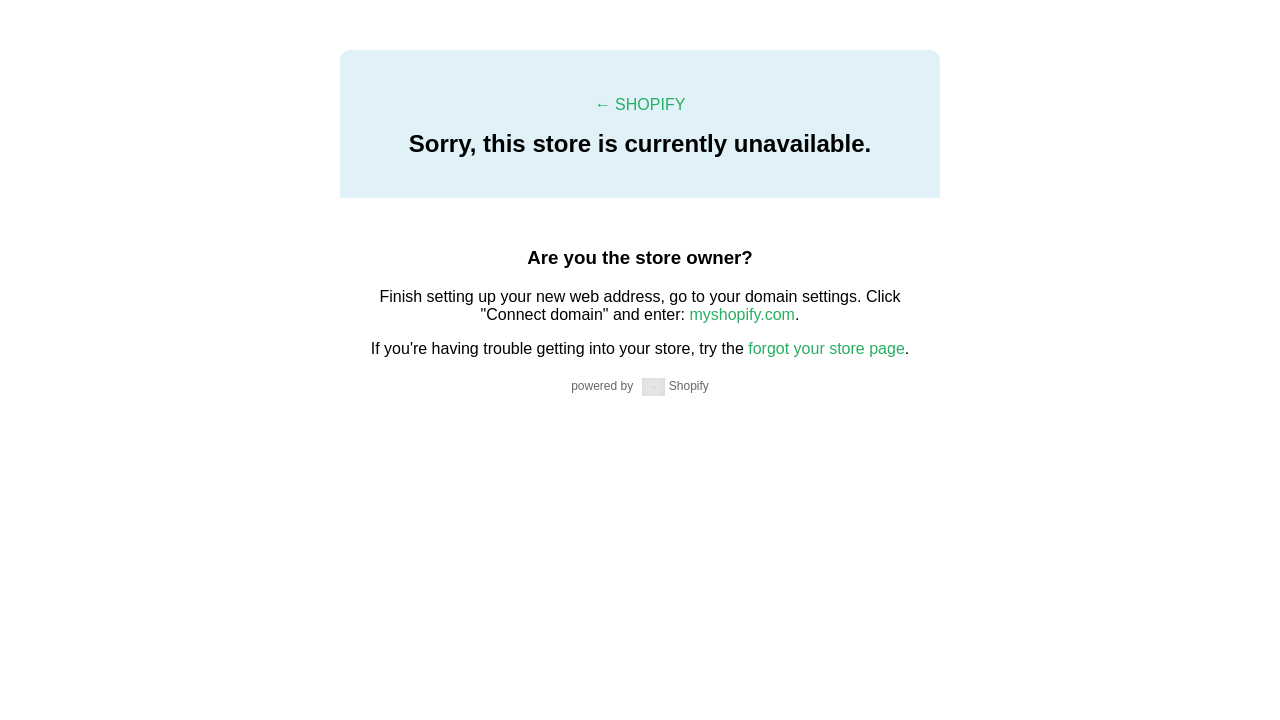 ← SHOPIFY
Sorry, this store is currently unavailable.
Are you the store owner?
Finish setting up your new web address, go to your domain settings. Click
"Connect domain" and enter: myshopify.com.
If you're having trouble getting into your store, try the forgot your store page.
powered by Shopify